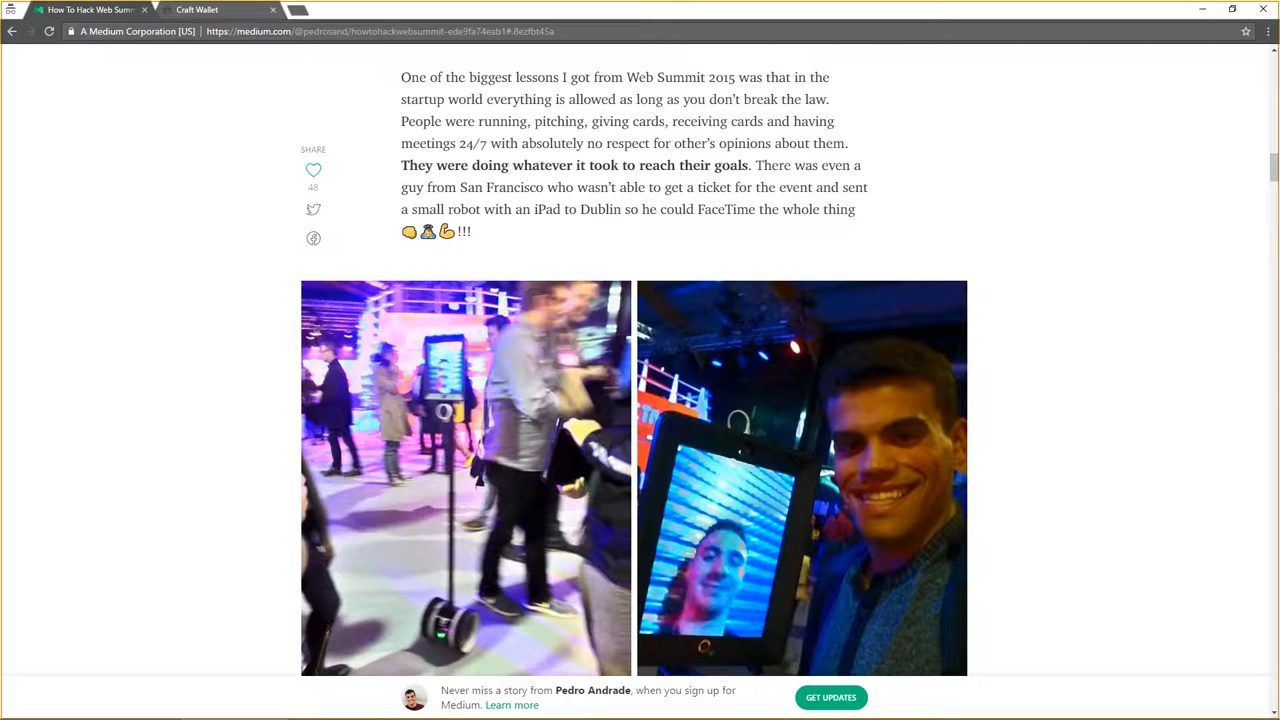 How To Hack Web Summ
Craft Wallet
A Medium Corporation [US] | https://medium.com/@pedrosand/howtohackwebsummit-ede9fa74eab1#.8ezfbt45a
One of the biggest lessons I got from Web Summit 2015 was that in the
startup world everything is allowed as long as you don't break the law.
People were running, pitching, giving cards, receiving cards and having
meetings 24/7 with absolutely no respect for other's opinions about them.
They were doing whatever it took to reach their goals. There was even a
guy from San Francisco who wasn't able to get a ticket for the event and sent
a small robot with an iPad to Dublin so he could FaceTime the whole thing
👊🙇💪!!!
SHARE
48
Never miss a story from Pedro Andrade, when you sign up for
Medium. Learn more
GET UPDATES